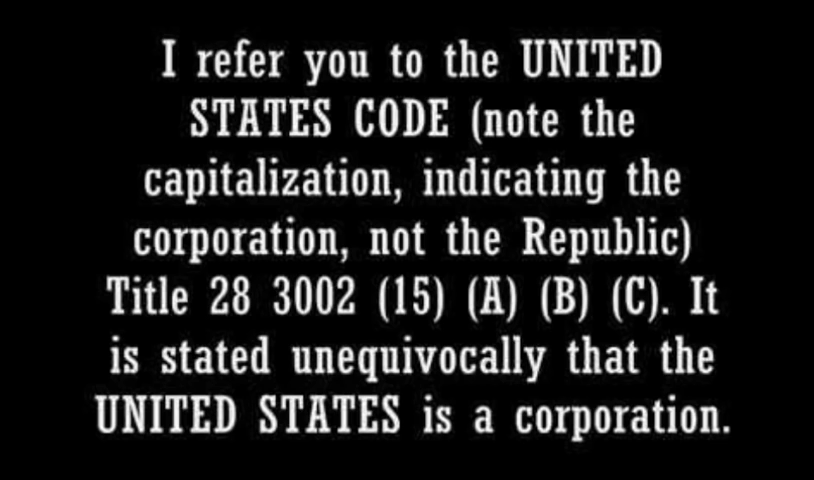 I refer you to the UNITED
STATES CODE (note the
capitalization, indicating the
corporation, not the Republic)
Title 28 3002 (15) (A) (B) (C). It
is stated unequivocally that the
UNITED STATES is a corporation.